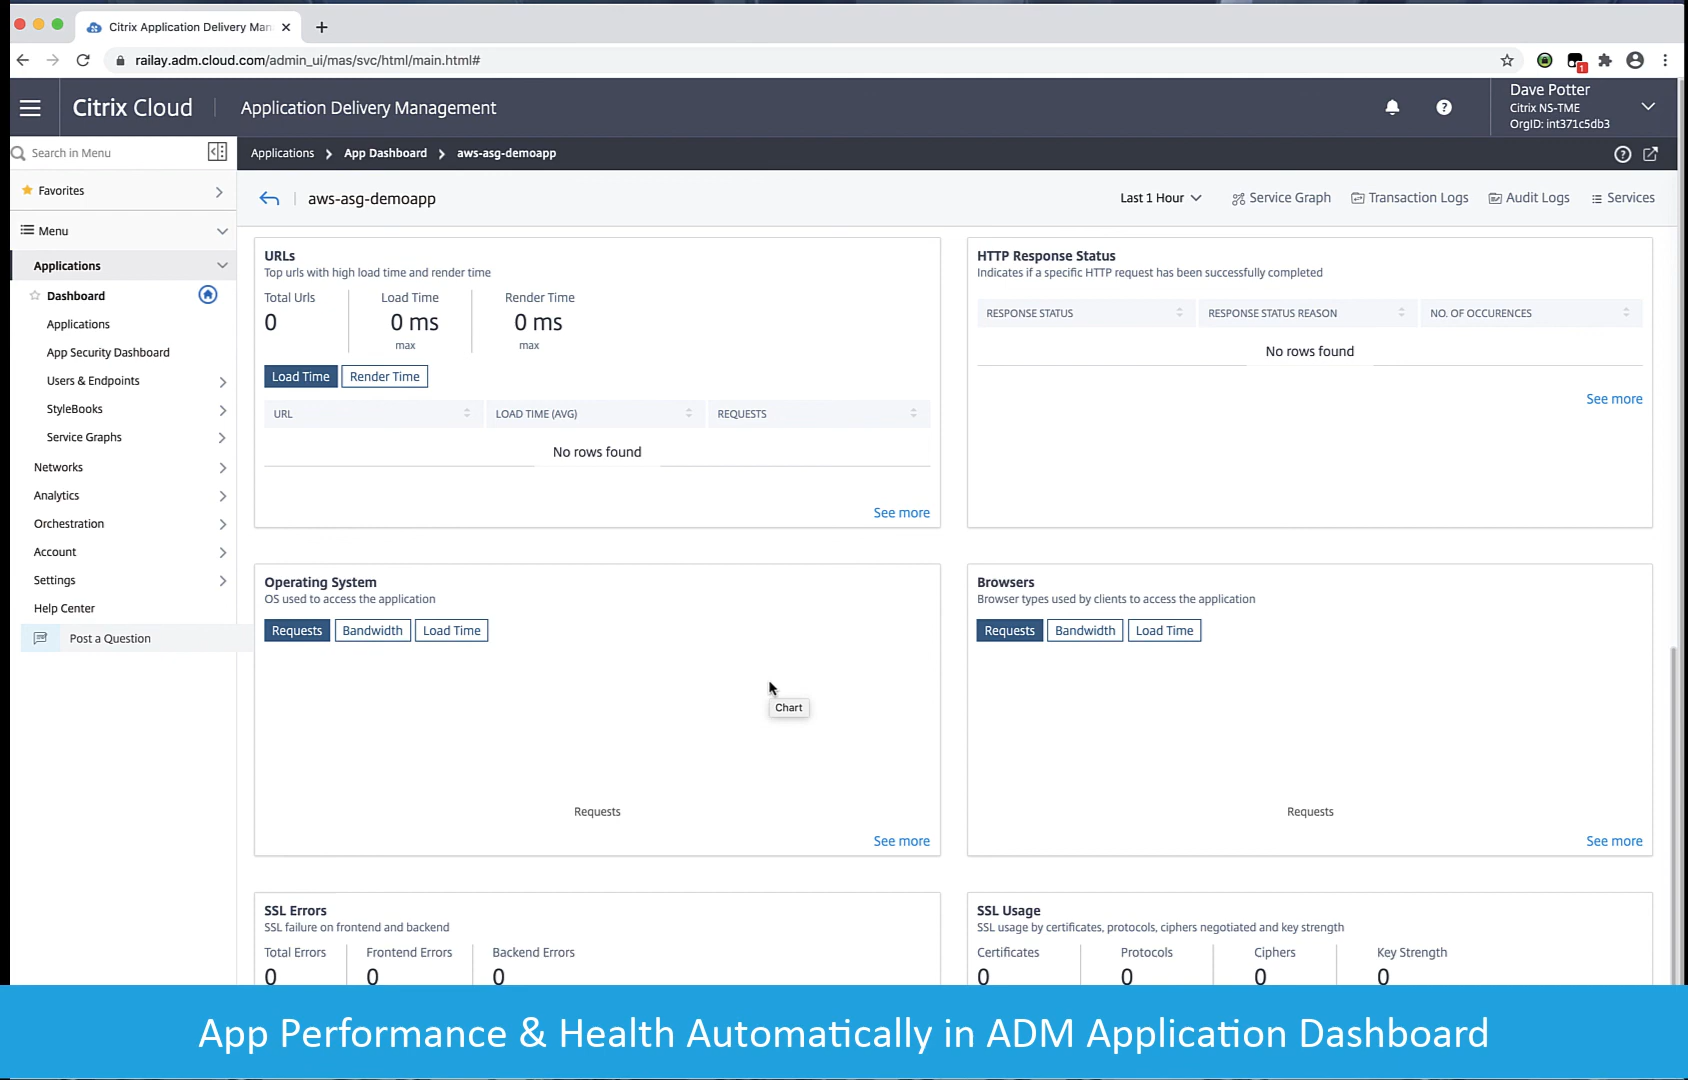 Citrix Application Delivery Man
railay.adm.cloud.com/admin_ui/mas/svc/html/main.html#
1
Citrix Cloud
Application Delivery Management
Dave Potter
Citrix NS-TME
OrgID: int371c5db3
Search in Menu
Applications
App Dashboard
aws-asg-demoapp
Favorites
Menu
Applications
Dashboard
Applications
App Security Dashboard
Users & Endpoints
StyleBooks
Service Graphs
Networks
Analytics
Orchestration
Account
Settings
Help Center
Post a Question
aws-asg-demoapp
Last 1 Hour
Service Graph
Transaction Logs
Audit Logs
Services
URLs
Top urls with high load time and render time
Total Urls
Load Time
Render Time
0
0 ms
0 ms
max
max
Load Time
Render Time
URL
LOAD TIME (AVG)
REQUESTS
No rows found
See more
HTTP Response Status
Indicates if a specific HTTP request has been successfully completed
RESPONSE STATUS
RESPONSE STATUS REASON
NO. OF OCCURENCES
No rows found
See more
Operating System
OS used to access the application
Requests
Bandwidth
Load Time
Chart
Requests
See more
Browsers
Browser types used by clients to access the application
Requests
Bandwidth
Load Time
Requests
See more
SSL Errors
SSL failure on frontend and backend
Total Errors
Frontend Errors
Backend Errors
0
0
0
SSL Usage
SSL usage by certificates, protocols, ciphers negotiated and key strength
Certificates
Protocols
Ciphers
Key Strength
0
0
0
0
App Performance & Health Automatically in ADM Application Dashboard